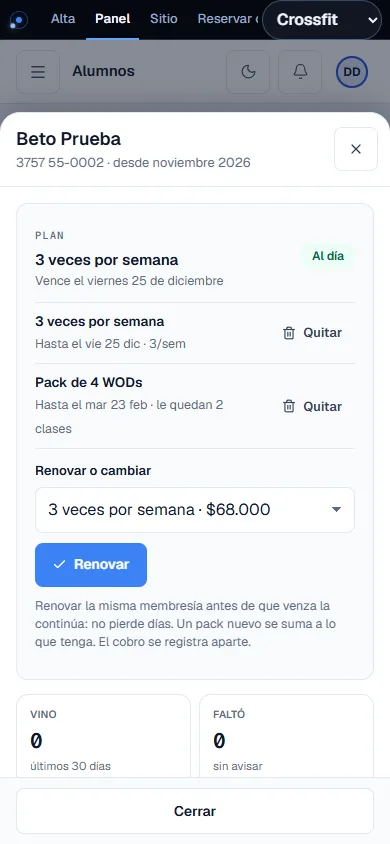 Alta Panel Sitio Reservar Crossfit
Alumnos DD
Beto Prueba
3757 55-0002 · desde noviembre 2026
PLAN
3 veces por semana
Al día
Vence el viernes 25 de diciembre
3 veces por semana
Hasta el vie 25 dic · 3/sem
Quitar
Pack de 4 WODs
Hasta el mar 23 feb · le quedan 2
clases
Quitar
Renovar o cambiar
3 veces por semana · $68.000
Renovar
Renovar la misma membresía antes de que venza la
continúa: no pierde días. Un pack nuevo se suma a lo
que tenga. El cobro se registra aparte.
VINO
0
últimos 30 días
FALTÓ
0
sin avisar
Cerrar